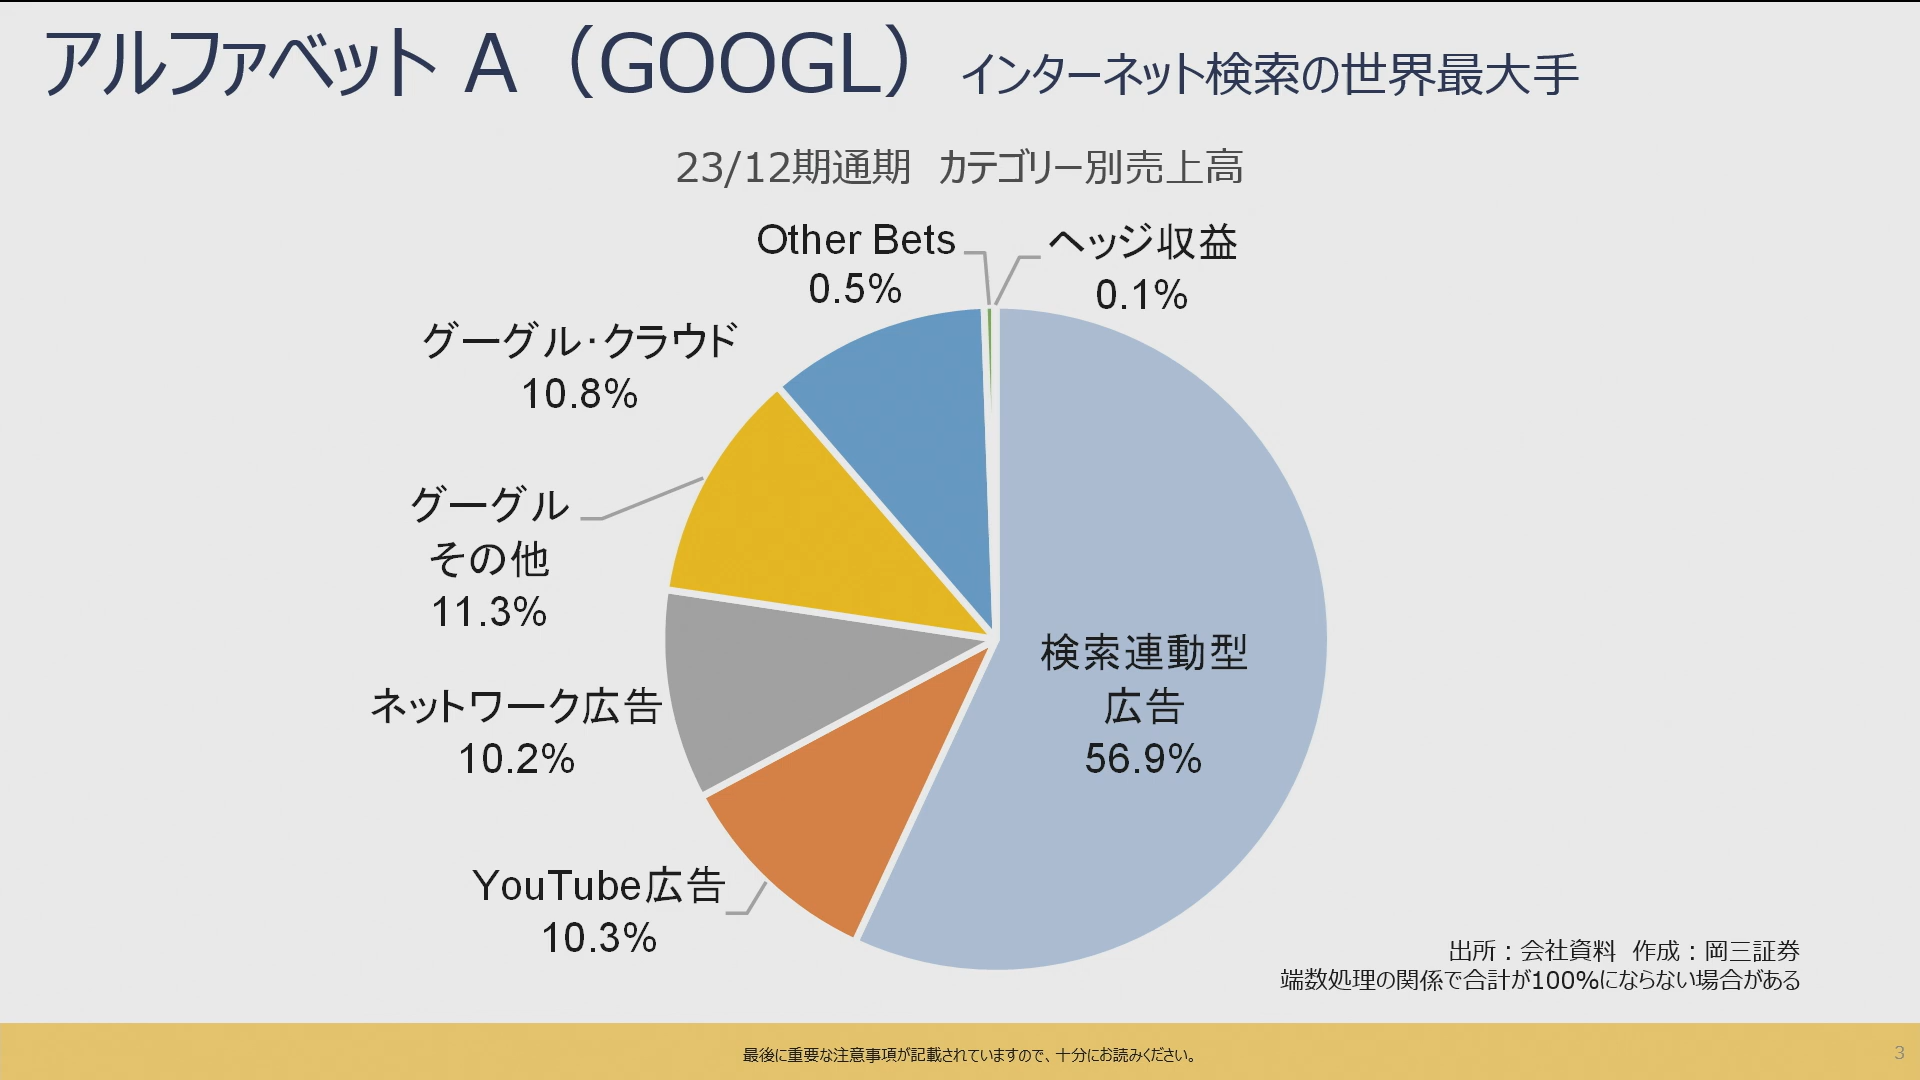 アルファベット A（GOOGL）インターネット検索の世界最大手
23/12期通期　カテゴリー別売上高
Other Bets
0.5%
ヘッジ収益
0.1%
グーグル・クラウド
10.8%
グーグル
その他
11.3%
検索連動型
広告
56.9%
ネットワーク広告
10.2%
YouTube広告
10.3%
出所：会社資料　作成：岡三証券
端数処理の関係で合計が100%にならない場合がある
最後に重要な注意事項が記載されていますので、十分にお読みください。
3